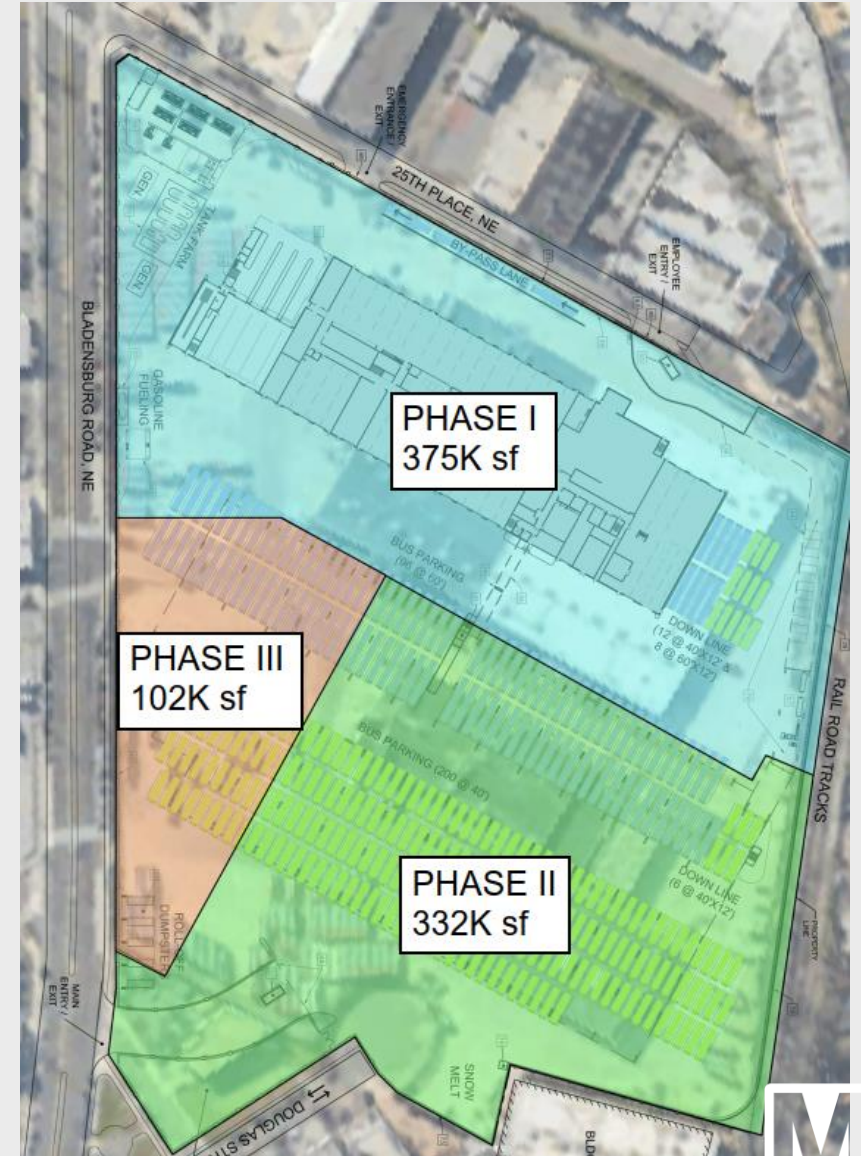 EMERGENCY
ENTRANCE /
EXIT
25TH PLACE, NE
EMPLOYEE
ENTRY /
EXIT
BY-PASS LANE
GEN.
TANK FARM
GEN.
BLADENSBURG ROAD, NE
GASOLINE
FUELING
PHASE I
375K sf
BUS PARKING
DOWN LINE
(12 @ 40'X12' &
8 @ 60'X12')
RAIL ROAD TRACKS
PHASE III
102K sf
BUS PARKING (200 @ 40')
PHASE II
332K sf
DOWN LINE
(6 @ 40'X12')
PROPERTY
LINE
DUMPSTER
MAIN
ENTRY /
EXIT
SNOW
MELT
DOUGLAS ST
BLD
M